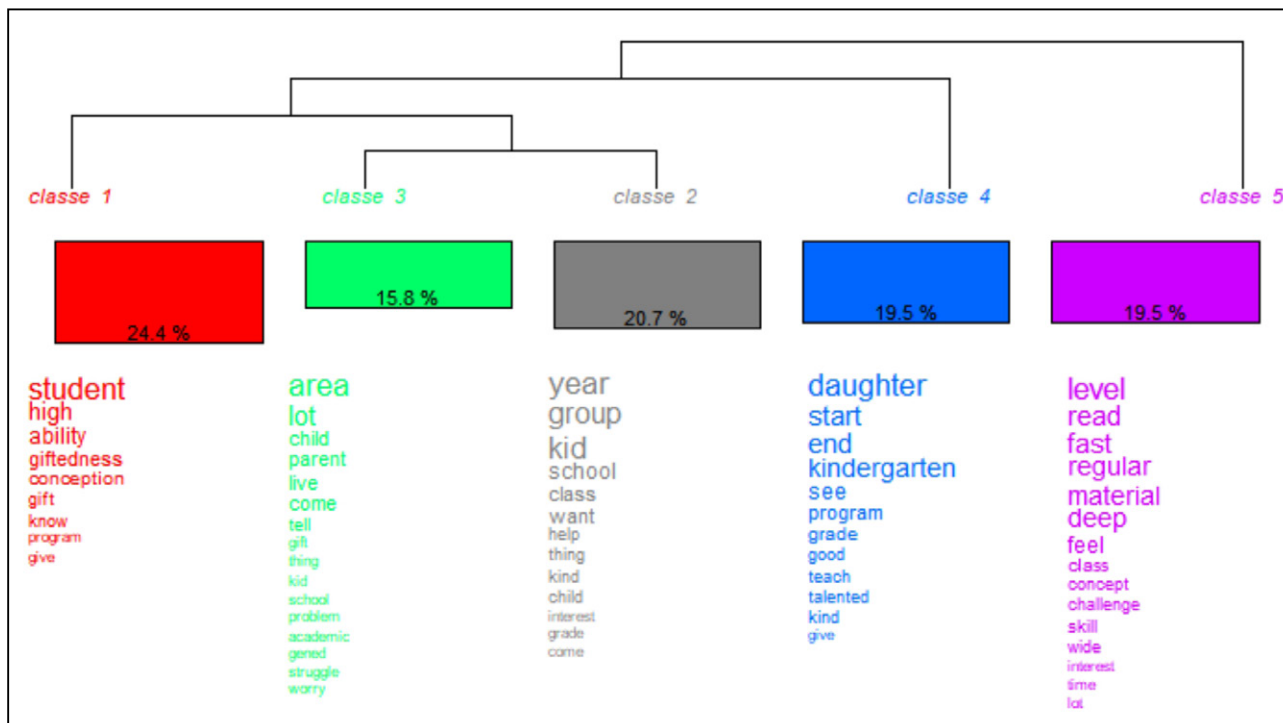 classe 1
classe 3
classe 2
classe 4
classe 5
24.4 %
15.8 %
20.7 %
19.5 %
19.5 %
student
high
ability
giftedness
conception
gift
know
program
give
area
lot
child
parent
live
come
tell
gift
thing
kid
school
problem
academic
gened
struggle
worry
year
group
kid
school
class
want
help
thing
kind
child
interest
grade
come
daughter
start
end
kindergarten
see
program
grade
good
teach
talented
kind
give
level
read
fast
regular
material
deep
feel
class
concept
challenge
skill
wide
interest
time
lot